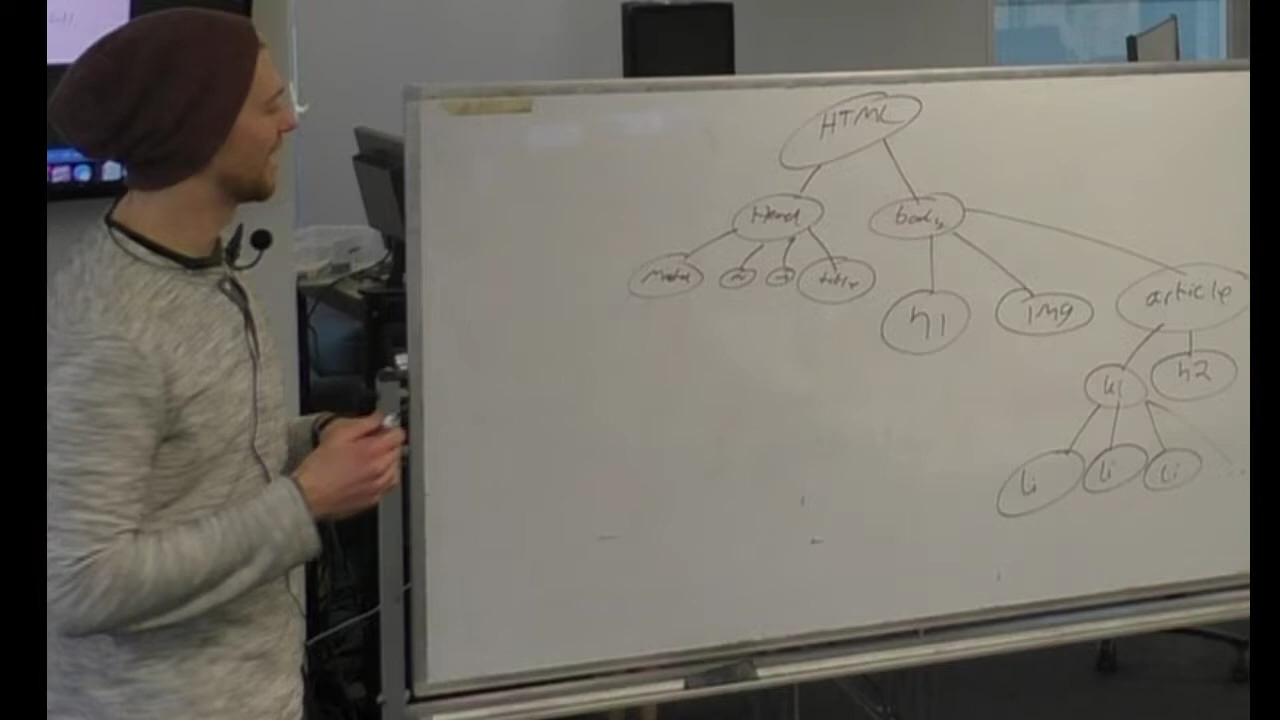 HTML
Head body
Meta title
h1 img article
ul h2
li li li